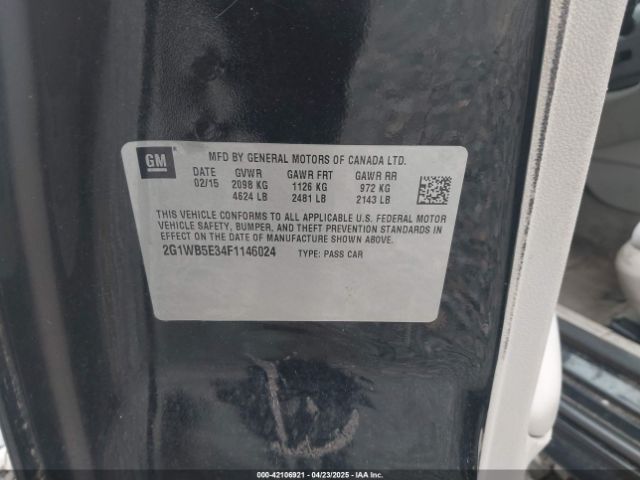 GM
MFD BY GENERAL MOTORS OF CANADA LTD.
DATE GVWR GAWR FRT GAWR RR
02/15 2098 KG 1126 KG 972 KG
4624 LB 2481 LB 2143 LB
THIS VEHICLE CONFORMS TO ALL APPLICABLE U.S. FEDERAL MOTOR
VEHICLE SAFETY, BUMPER, AND THEFT PREVENTION STANDARDS IN
EFFECT ON THE DATE OF MANUFACTURE SHOWN ABOVE.
2G1WB5E34F1146024 TYPE: PASS CAR
000-42106921 - 04/23/2025 - IAAI.COM